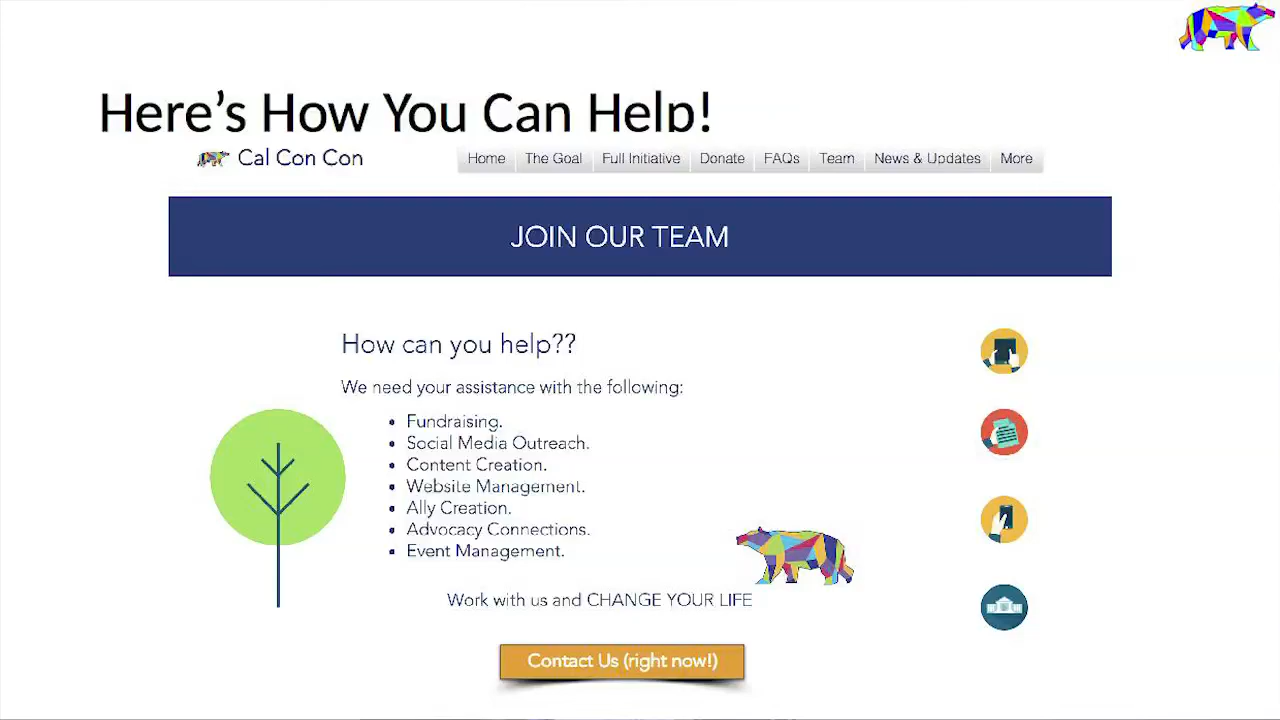 Here's How You Can Help!
Cal Con Con
Home The Goal Full Initiative Donate FAQs Team News & Updates More
JOIN OUR TEAM
How can you help??
We need your assistance with the following:
• Fundraising.
• Social Media Outreach.
• Content Creation.
• Website Management.
• Ally Creation.
• Advocacy Connections.
• Event Management.
Work with us and CHANGE YOUR LIFE
Contact Us (right now!)